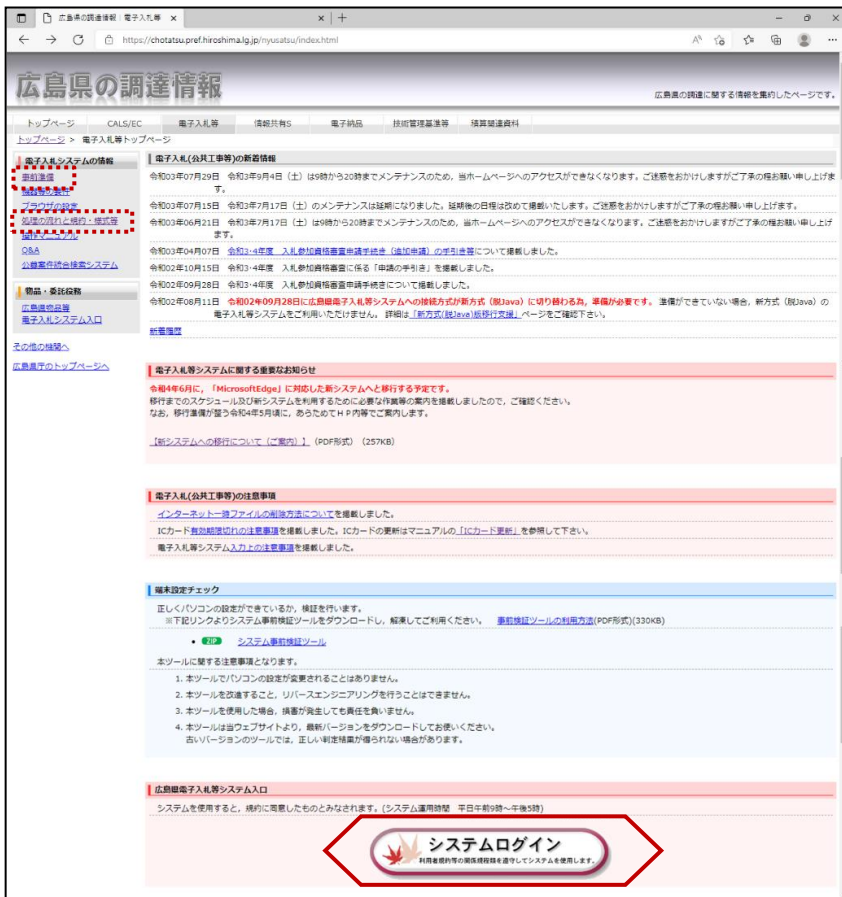 広島県の調達情報｜電子入札等
https://chotatsu.pref.hiroshima.lg.jp/nyusatsu/index.html
広島県の調達情報
広島県の調達に関する情報を集約したページです。
トップページ CALS/EC 電子入札等 情報共有S 電子納品 技術管理基準等 積算関連資料
トップページ > 電子入札等トップページ
電子入札システムの情報
事前準備
機器等の要件
ブラウザの設定
処理の流れと規約・様式等
操作マニュアル
Q&A
公募案件統合検索システム
物品・委託役務
広島県物品等
電子入札システム入口
その他の機関へ
広島県庁のトップページへ
電子入札(公共工事等)の新着情報
令和03年07月29日 令和3年9月4日（土）は9時から20時までメンテナンスのため，当ホームページへのアクセスができなくなります。ご迷惑をおかけしますがご了承の程お願い申し上げま
す。
令和03年07月15日 令和3年7月17日（土）のメンテナンスは延期になりました。延期後の日程は改めて掲載いたします。ご迷惑をおかけしますがご了承の程お願い申し上げます。
令和03年06月21日 令和3年7月17日（土）は9時から20時までメンテナンスのため，当ホームページへのアクセスができなくなります。ご迷惑をおかけしますがご了承の程お願い申し上げ
ます。
令和03年04月07日 令和3・4年度 入札参加資格審査申請手続き（追加申請）の手引き等について掲載しました。
令和02年10月15日 令和3・4年度 入札参加資格審査に係る「申請の手引き」を掲載しました。
令和02年09月28日 令和3・4年度 入札参加資格審査申請手続きについて掲載しました。
令和02年08月11日 令和02年09月28日に広島県電子入札等システムへの接続方式が新方式（脱Java）に切り替わる為，準備が必要です。 準備ができていない場合，新方式（脱Java）の
電子入札等システムをご利用いただけません。 詳細は「新方式(脱Java)版移行支援」ページをご確認下さい。
新着履歴
電子入札等システムに関する重要なお知らせ
令和4年6月に，「MicrosoftEdge」に対応した新システムへと移行する予定です。
移行までのスケジュール及び新システムを利用するために必要な作業等の案内を掲載しましたので，ご確認ください。
なお，移行準備が整う令和4年5月頃に，あらためてＨＰ内等でご案内します。
【新システムへの移行について（ご案内）】（PDF形式）（257KB）
電子入札(公共工事等)の注意事項
インターネット一時ファイルの削除方法についてを掲載しました。
ICカード有効期限切れの注意事項を掲載しました。ICカードの更新はマニュアルの「ICカード更新」を参照して下さい。
電子入札等システム入力上の注意事項を掲載しました。
端末設定チェック
正しくパソコンの設定ができているか，検証を行います。
※下記リンクよりシステム事前検証ツールをダウンロードし，解凍してご利用ください。 事前検証ツールの利用方法(PDF形式)(330KB)
• ZIP システム事前検証ツール
本ツールに関する注意事項となります。
1. 本ツールでパソコンの設定が変更されることはありません。
2. 本ツールを改造すること，リバースエンジニアリングを行うことはできません。
3. 本ツールを使用した場合，損害が発生しても責任を負いません。
4. 本ツールは当ウェブサイトより，最新バージョンをダウンロードしてお使いください。
古いバージョンのツールでは，正しい判定結果が得られない場合があります。
広島県電子入札等システム入口
システムを使用すると，規約に同意したものとみなされます。(システム運用時間 平日午前9時～午後5時)
システムログイン
利用者規約等の関係規程類を遵守してシステムを使用します。